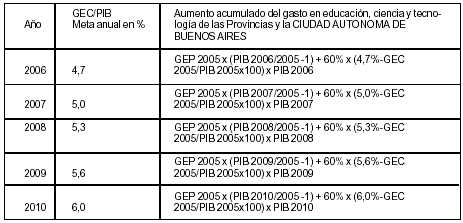 Año
GEC/PIB
Meta anual en %
Aumento acumulado del gasto en educación, ciencia y tecno-
logía de las Provincias y la CIUDAD AUTONOMA DE
BUENOS AIRES
2006
4,7
GEP 2005 x (PIB 2006/2005 -1) + 60% x (4,7%-GEC
2005/PIB 2005x100) x PIB 2006
2007
5,0
GEP 2005 x (PIB 2007/2005 -1) + 60% x (5,0%-GEC
2005/PIB 2005x100) x PIB 2007
2008
5,3
GEP 2005 x (PIB 2008/2005 -1) + 60% x (5,3%-GEC
2005/PIB 2005x100) x PIB 2008
2009
5,6
GEP 2005 x (PIB 2009/2005 -1) + 60% x (5,6%-GEC
2005/PIB 2005x100) x PIB 2009
2010
6,0
GEP 2005 x (PIB 2010/2005 -1) + 60% x (6,0%-GEC
2005/PIB 2005x100) x PIB 2010